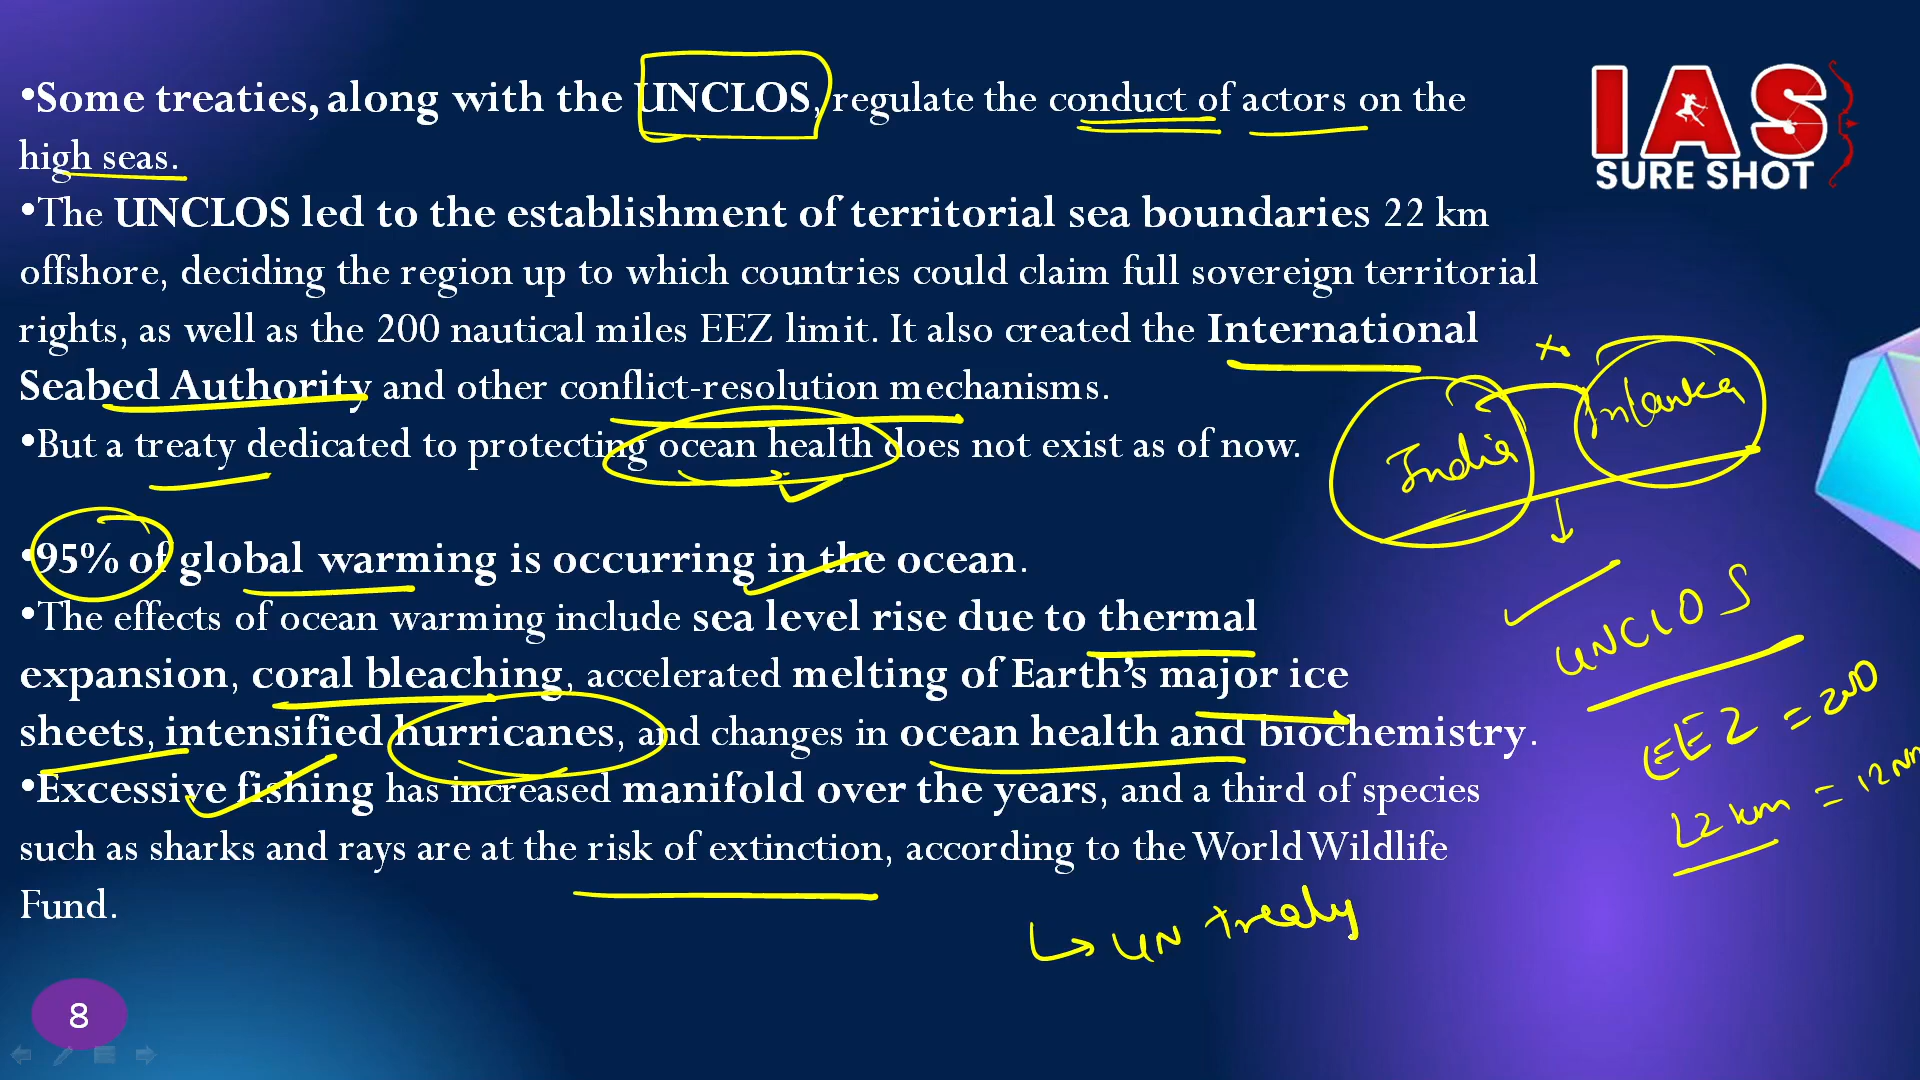 •Some treaties, along with the UNCLOS, regulate the conduct of actors on the
high seas.
•The UNCLOS led to the establishment of territorial sea boundaries 22 km
offshore, deciding the region up to which countries could claim full sovereign territorial
rights, as well as the 200 nautical miles EEZ limit. It also created the International
Seabed Authority and other conflict-resolution mechanisms.
•But a treaty dedicated to protecting ocean health does not exist as of now.
•95% of global warming is occurring in the ocean.
•The effects of ocean warming include sea level rise due to thermal
expansion, coral bleaching, accelerated melting of Earth's major ice
sheets, intensified hurricanes, and changes in ocean health and biochemistry.
•Excessive fishing has increased manifold over the years, and a third of species
such as sharks and rays are at the risk of extinction, according to the World Wildlife
Fund.
IAS
SURE SHOT
India
UNCLOS
EEZ = 200
22 km = 12 NM
UN treaty
8